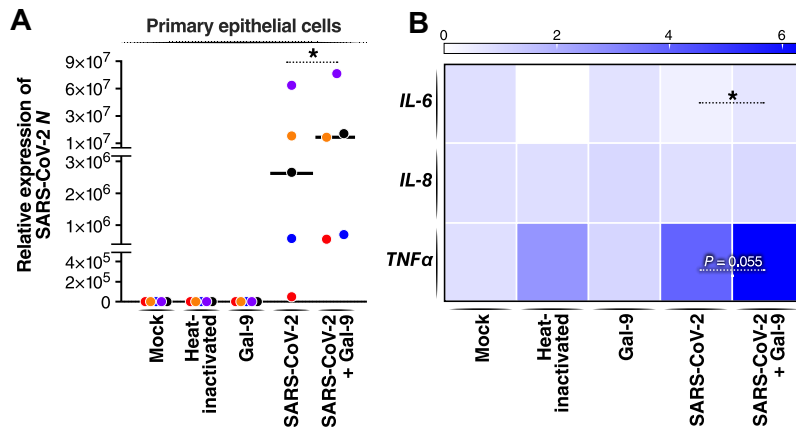 A
Primary epithelial cells
Relative expression of
SARS-CoV-2 N
9×10⁷
7×10⁷
5×10⁷
3×10⁷
1×10⁷
3×10⁶
2×10⁶
1×10⁶
4×10⁵
2×10⁵
0
*
Mock
Heat-
inactivated
Gal-9
SARS-CoV-2
SARS-CoV-2
+ Gal-9
B
0 2 4 6
IL-6
*
IL-8
TNFα
P = 0.055
Mock
Heat-
inactivated
Gal-9
SARS-CoV-2
SARS-CoV-2
+ Gal-9